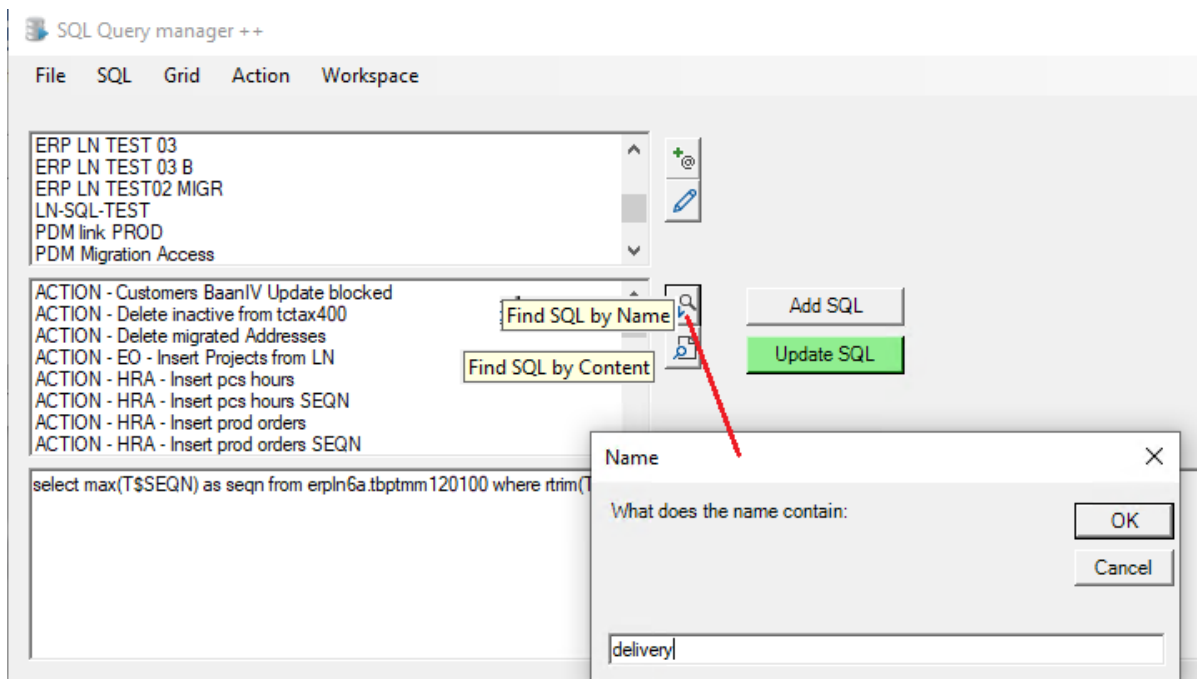 SQL Query manager ++
File SQL Grid Action Workspace
ERP LN TEST 03
ERP LN TEST 03 B
ERP LN TEST02 MIGR
LN-SQL-TEST
PDM link PROD
PDM Migration Access
ACTION - Customers BaanIV Update blocked
ACTION - Delete inactive from tctax400
ACTION - Delete migrated Addresses
ACTION - EO - Insert Projects from LN
ACTION - HRA - Insert pcs hours
ACTION - HRA - Insert pcs hours SEQN
ACTION - HRA - Insert prod orders
ACTION - HRA - Insert prod orders SEQN
Find SQL by Name
Find SQL by Content
Add SQL
Update SQL
select max(T$SEQN) as seqn from erpln6a.tbptmm120100 where rtrim(T
Name
What does the name contain:
OK
Cancel
delivery